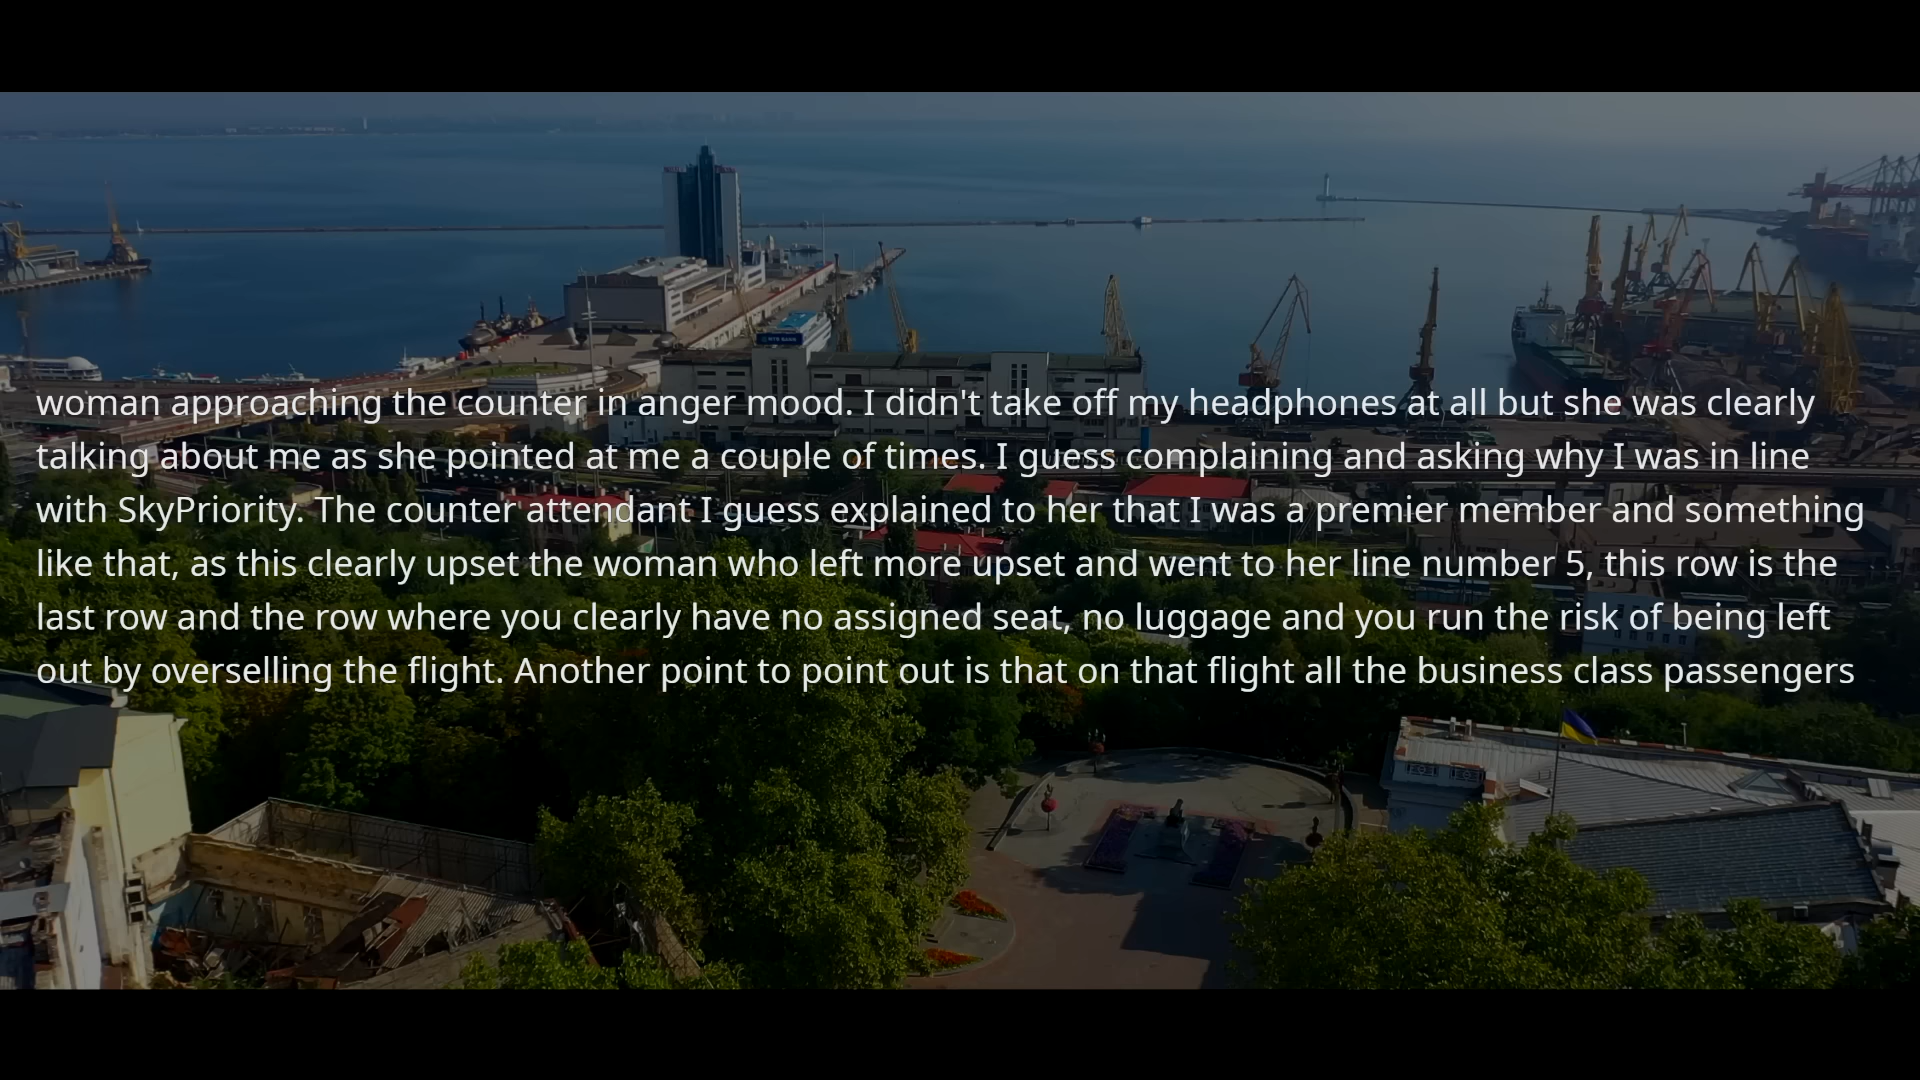 woman approaching the counter in anger mood. I didn't take off my headphones at all but she was clearly
talking about me as she pointed at me a couple of times. I guess complaining and asking why I was in line
with SkyPriority. The counter attendant I guess explained to her that I was a premier member and something
like that, as this clearly upset the woman who left more upset and went to her line number 5, this row is the
last row and the row where you clearly have no assigned seat, no luggage and you run the risk of being left
out by overselling the flight. Another point to point out is that on that flight all the business class passengers